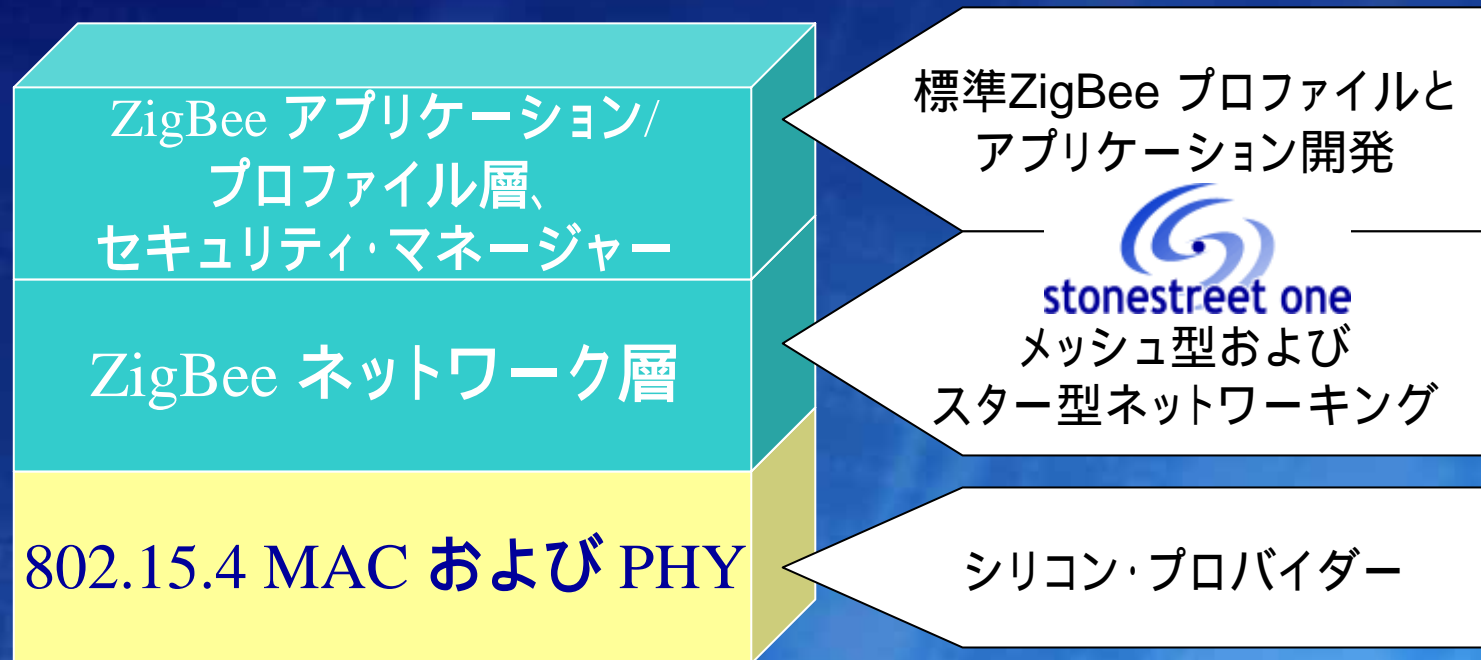 ZigBee アプリケーション/
プロファイル層、
セキュリティ・マネージャー
ZigBee ネットワーク層
802.15.4 MAC および PHY
標準ZigBee プロファイルと
アプリケーション開発
stonestreet one
メッシュ型および
スター型ネットワーキング
シリコン・プロバイダー